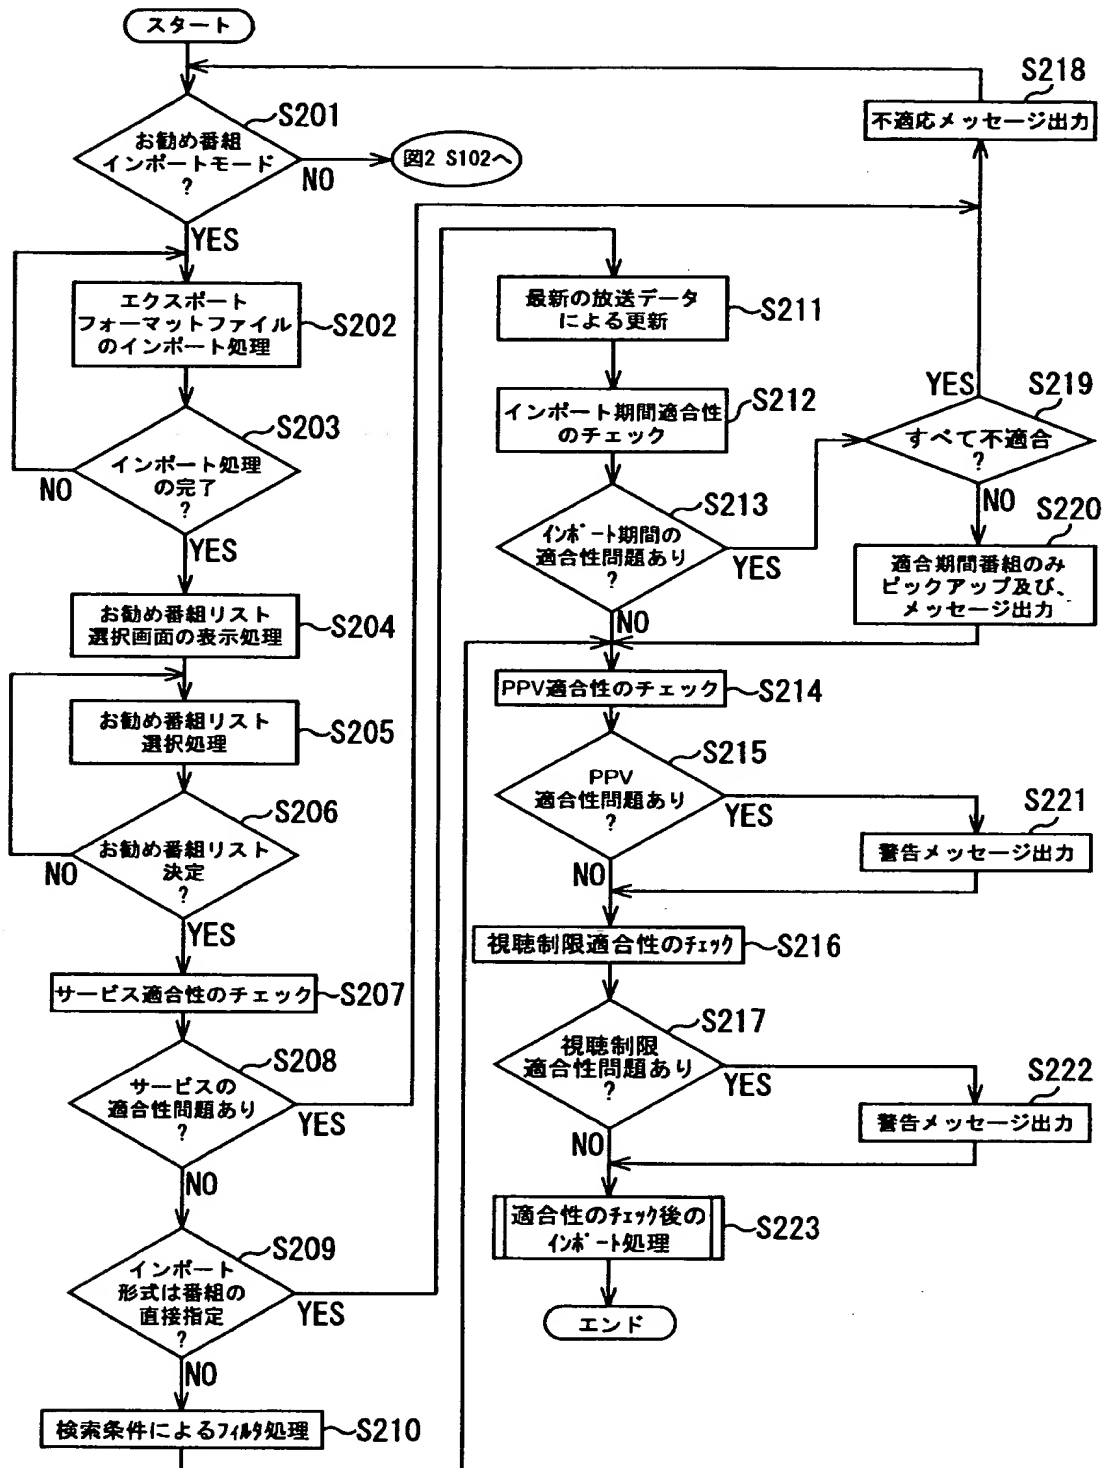 スタート
S201
お勧め番組
インポートモード
?
NO
図2 S102へ
YES
エクスポート
フォーマットファイル
のインポート処理
S202
S203
インポート処理
の完了
?
NO
YES
お勧め番組リスト
選択画面の表示処理
S204
お勧め番組リスト
選択処理
S205
S206
お勧め番組リスト
決定
?
NO
YES
サービス適合性のチェック
S207
S208
サービスの
適合性問題あり
?
YES
NO
S209
インポート
形式は番組の
直接指定
?
YES
NO
検索条件によるフィルタ処理
S210
最新の放送データ
による更新
S211
インポート期間適合性
のチェック
S212
S213
インポート期間の
適合性問題あり
?
YES
NO
PPV適合性のチェック
S214
S215
PPV
適合性問題あり
?
YES
NO
視聴制限適合性のチェック
S216
S217
視聴制限
適合性問題あり
?
YES
NO
適合性のチェック後の
インポート処理
S223
エンド
S218
不適応メッセージ出力
YES
S219
すべて不適合
?
NO
S220
適合期間番組のみ
ピックアップ及び、
メッセージ出力
S221
警告メッセージ出力
S222
警告メッセージ出力